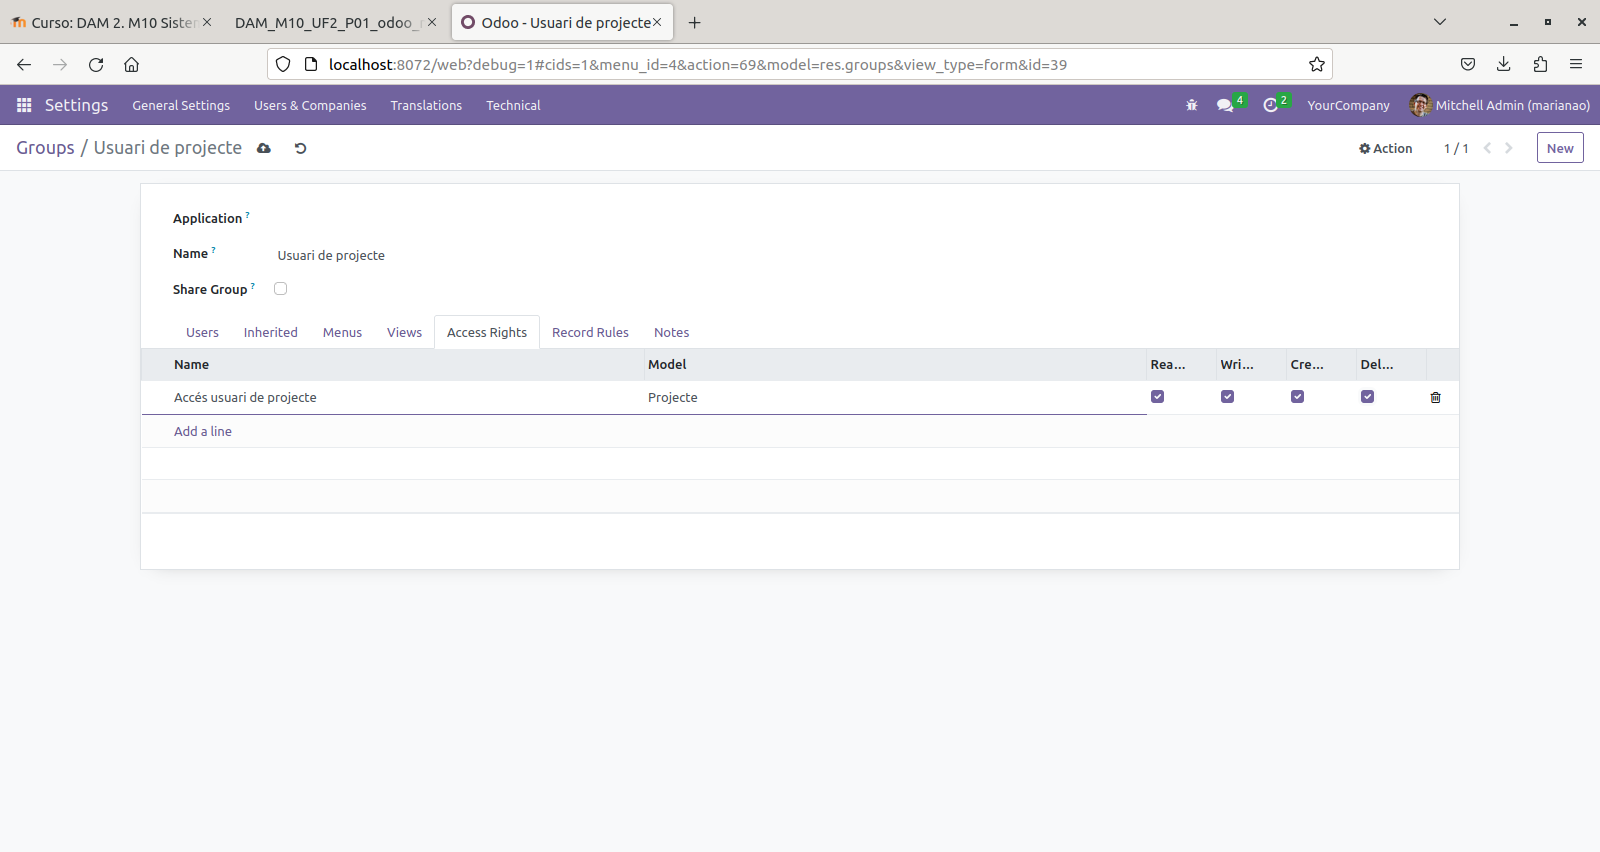 Curso: DAM 2. M10 Sister
DAM_M10_UF2_P01_odoo_
Odoo - Usuari de projecte
localhost:8072/web?debug=1#cids=1&menu_id=4&action=69&model=res.groups&view_type=form&id=39
Settings General Settings Users & Companies Translations Technical 4 2 YourCompany Mitchell Admin (marianao)
Groups / Usuari de projecte Action 1 / 1 New
Application ?
Name ? Usuari de projecte
Share Group ?
Users Inherited Menus Views Access Rights Record Rules Notes
Name Model Rea... Wri... Cre... Del...
Accés usuari de projecte Projecte
Add a line